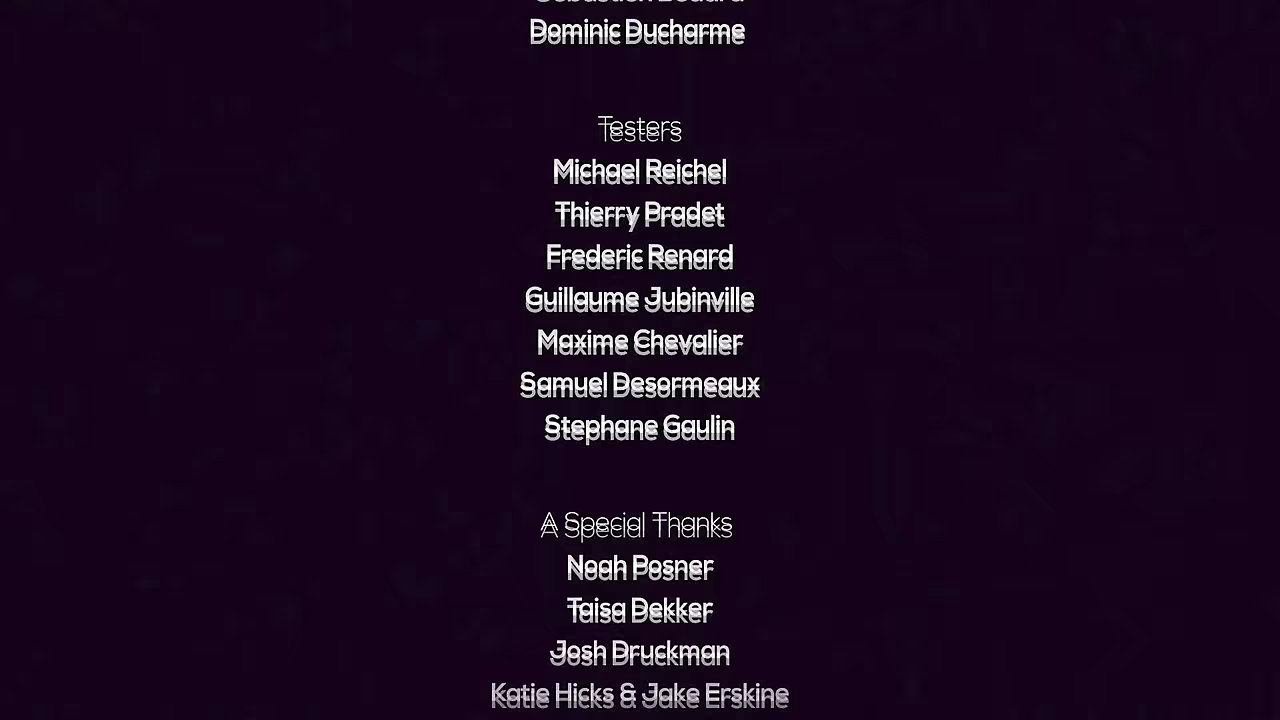 Dominic Ducharme
Testers
Michael Reichel
Thierry Pradet
Frederic Renard
Guillaume Jubinville
Maxime Chevalier
Samuel Desormeaux
Stephane Gaulin
A Special Thanks
Noah Posner
Taisa Dekker
Josh Druckman
Katie Hicks & Jake Erskine